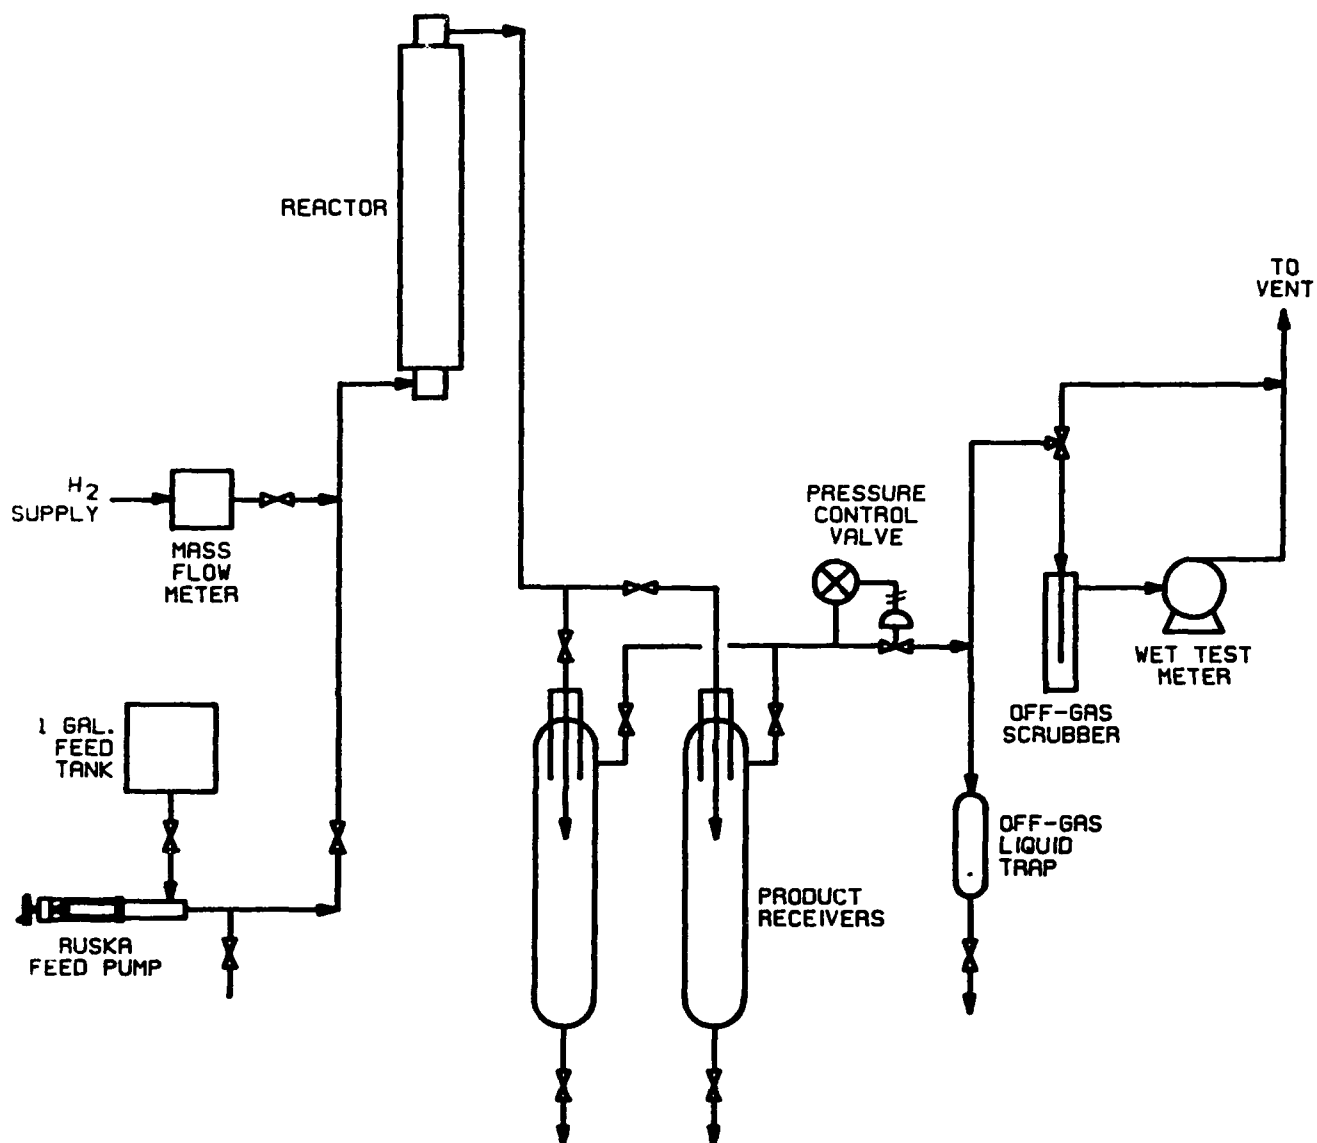 REACTOR
TO
VENT
H2
SUPPLY
MASS
FLOW
METER
PRESSURE
CONTROL
VALVE
WET TEST
METER
OFF-GAS
SCRUBBER
1 GAL.
FEED
TANK
OFF-GAS
LIQUID
TRAP
PRODUCT
RECEIVERS
RUSKA
FEED PUMP